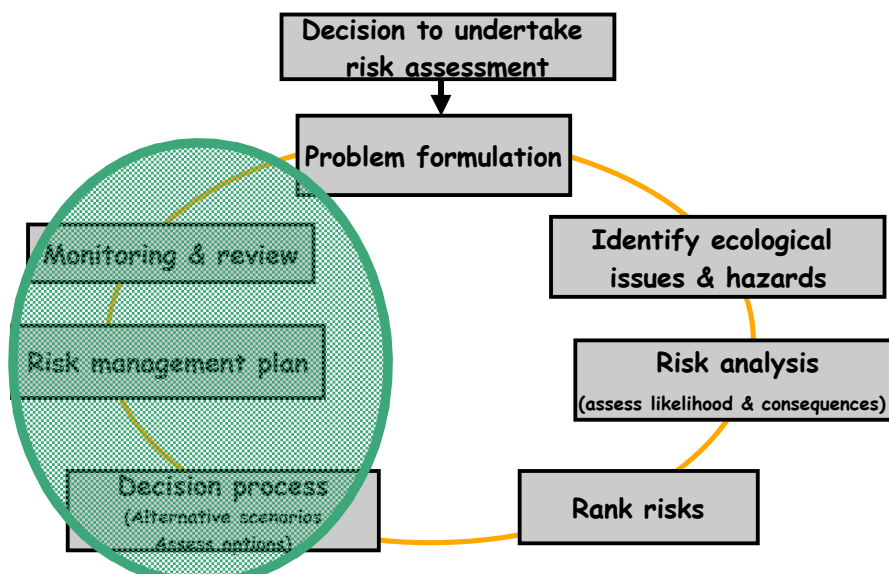 Decision to undertake
risk assessment
Problem formulation
Identify ecological
issues & hazards
Risk analysis
(assess likelihood & consequences)
Rank risks
Decision process
(Alternative scenarios
Assess options)
Risk management plan
Monitoring & review